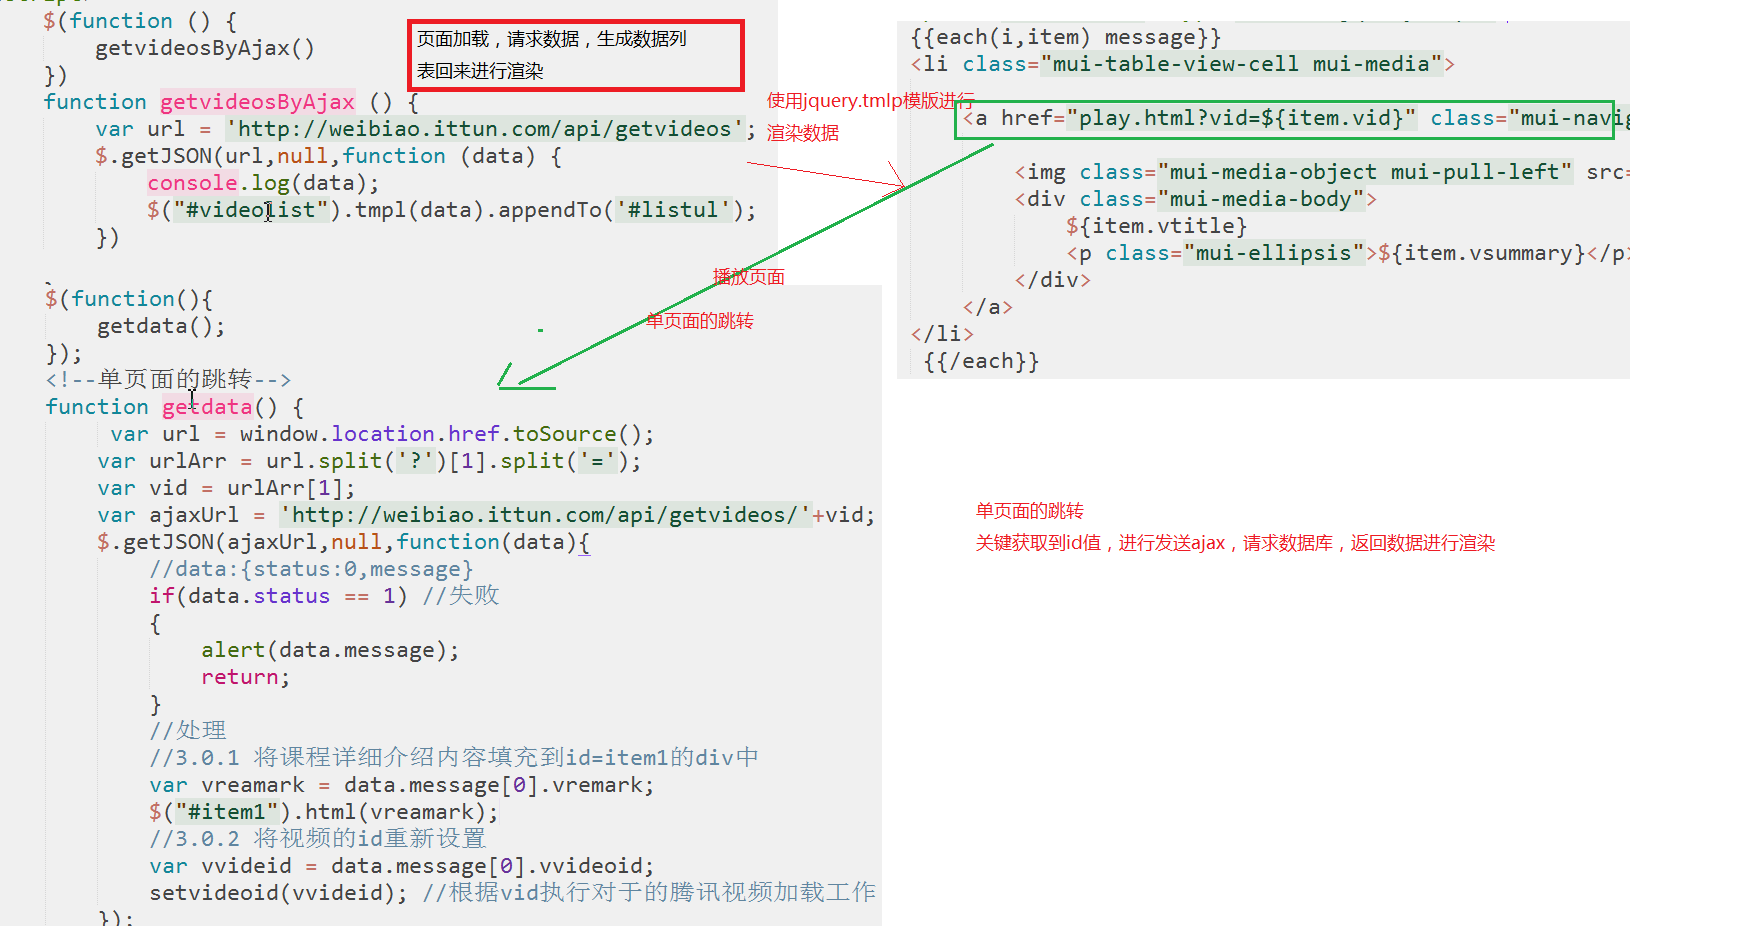 $(function () {
getvideosByAjax()
})
function getvideosByAjax () {
var url = 'http://weibiao.ittun.com/api/getvideos';
$.getJSON(url,null,function (data) {
console.log(data);
$("#videolist").tmpl(data).appendTo('#listul');
})
页面加载，请求数据，生成数据列
表回来进行渲染
使用jquery.tmlp模版进行
渲染数据
{{each(i,item) message}}
<li class="mui-table-view-cell mui-media">
<a href="play.html?vid=${item.vid}" class="mui-navig
<img class="mui-media-object mui-pull-left" src=
<div class="mui-media-body">
${item.vtitle}
<p class="mui-ellipsis">${item.vsummary}</p>
</div>
</a>
</li>
{{/each}}
播放页面
单页面的跳转
$(function(){
getdata();
});
<!--单页面的跳转-->
function getdata() {
var url = window.location.href.toSource();
var urlArr = url.split('?')[1].split('=');
var vid = urlArr[1];
var ajaxUrl = 'http://weibiao.ittun.com/api/getvideos/'+vid;
$.getJSON(ajaxUrl,null,function(data){
//data:{status:0,message}
if(data.status == 1) //失败
{
alert(data.message);
return;
}
//处理
//3.0.1 将课程详细介绍内容填充到id=item1的div中
var vreamark = data.message[0].vremark;
$("#item1").html(vreamark);
//3.0.2 将视频的id重新设置
var vvideid = data.message[0].vvideoid;
setvideoid(vvideid); //根据vid执行对于的腾讯视频加载工作
});
单页面的跳转
关键获取到id值，进行发送ajax，请求数据库，返回数据进行渲染